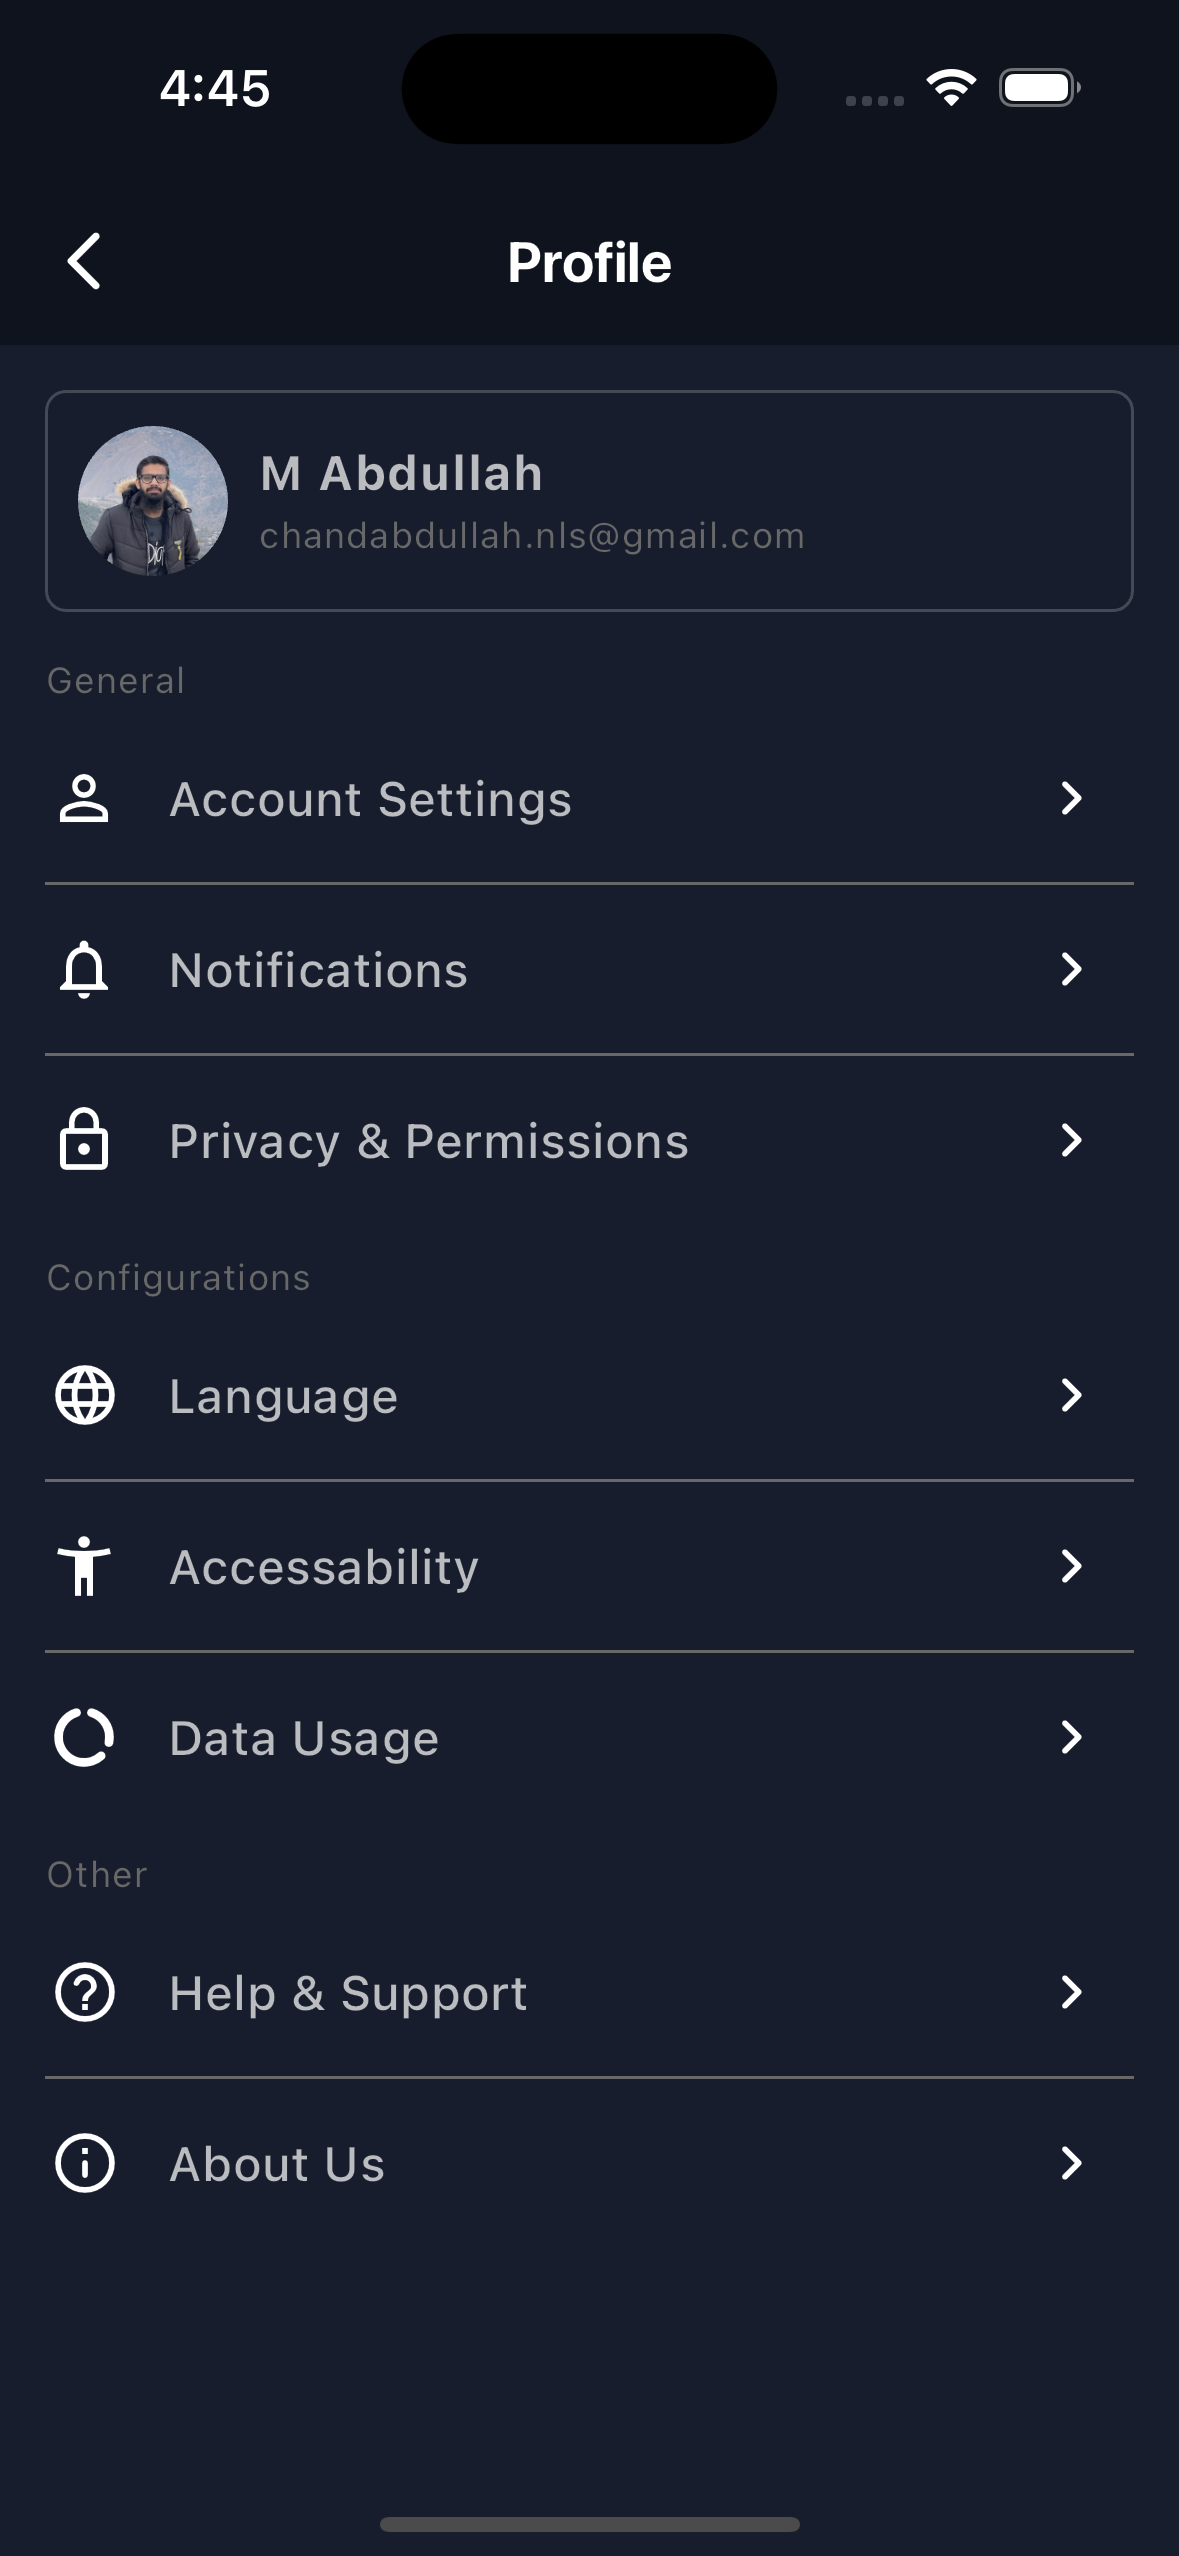 4:45
Profile
M Abdullah
chandabdullah.nls@gmail.com
General
Account Settings
Notifications
Privacy & Permissions
Configurations
Language
Accessability
Data Usage
Other
Help & Support
About Us